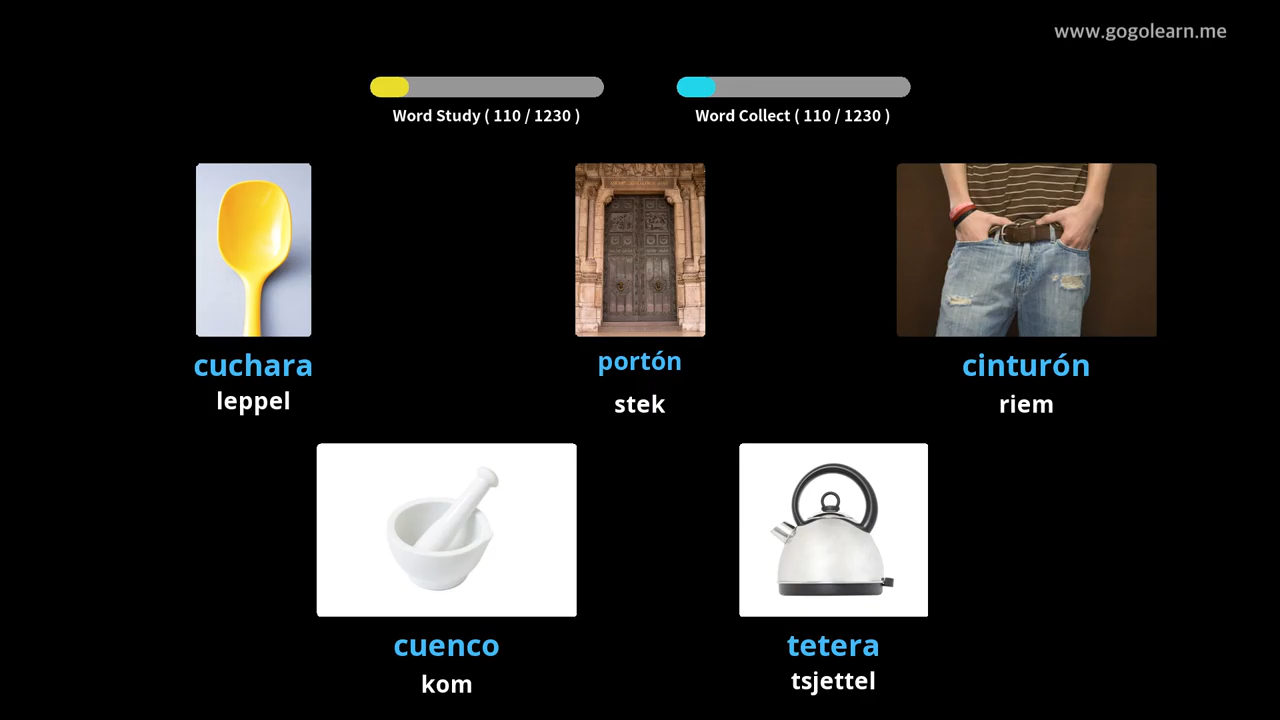 www.gogolearn.me
Word Study ( 110 / 1230 )
Word Collect ( 110 / 1230 )
cuchara
leppel
portón
stek
cinturón
riem
cuenco
kom
tetera
tsjettel